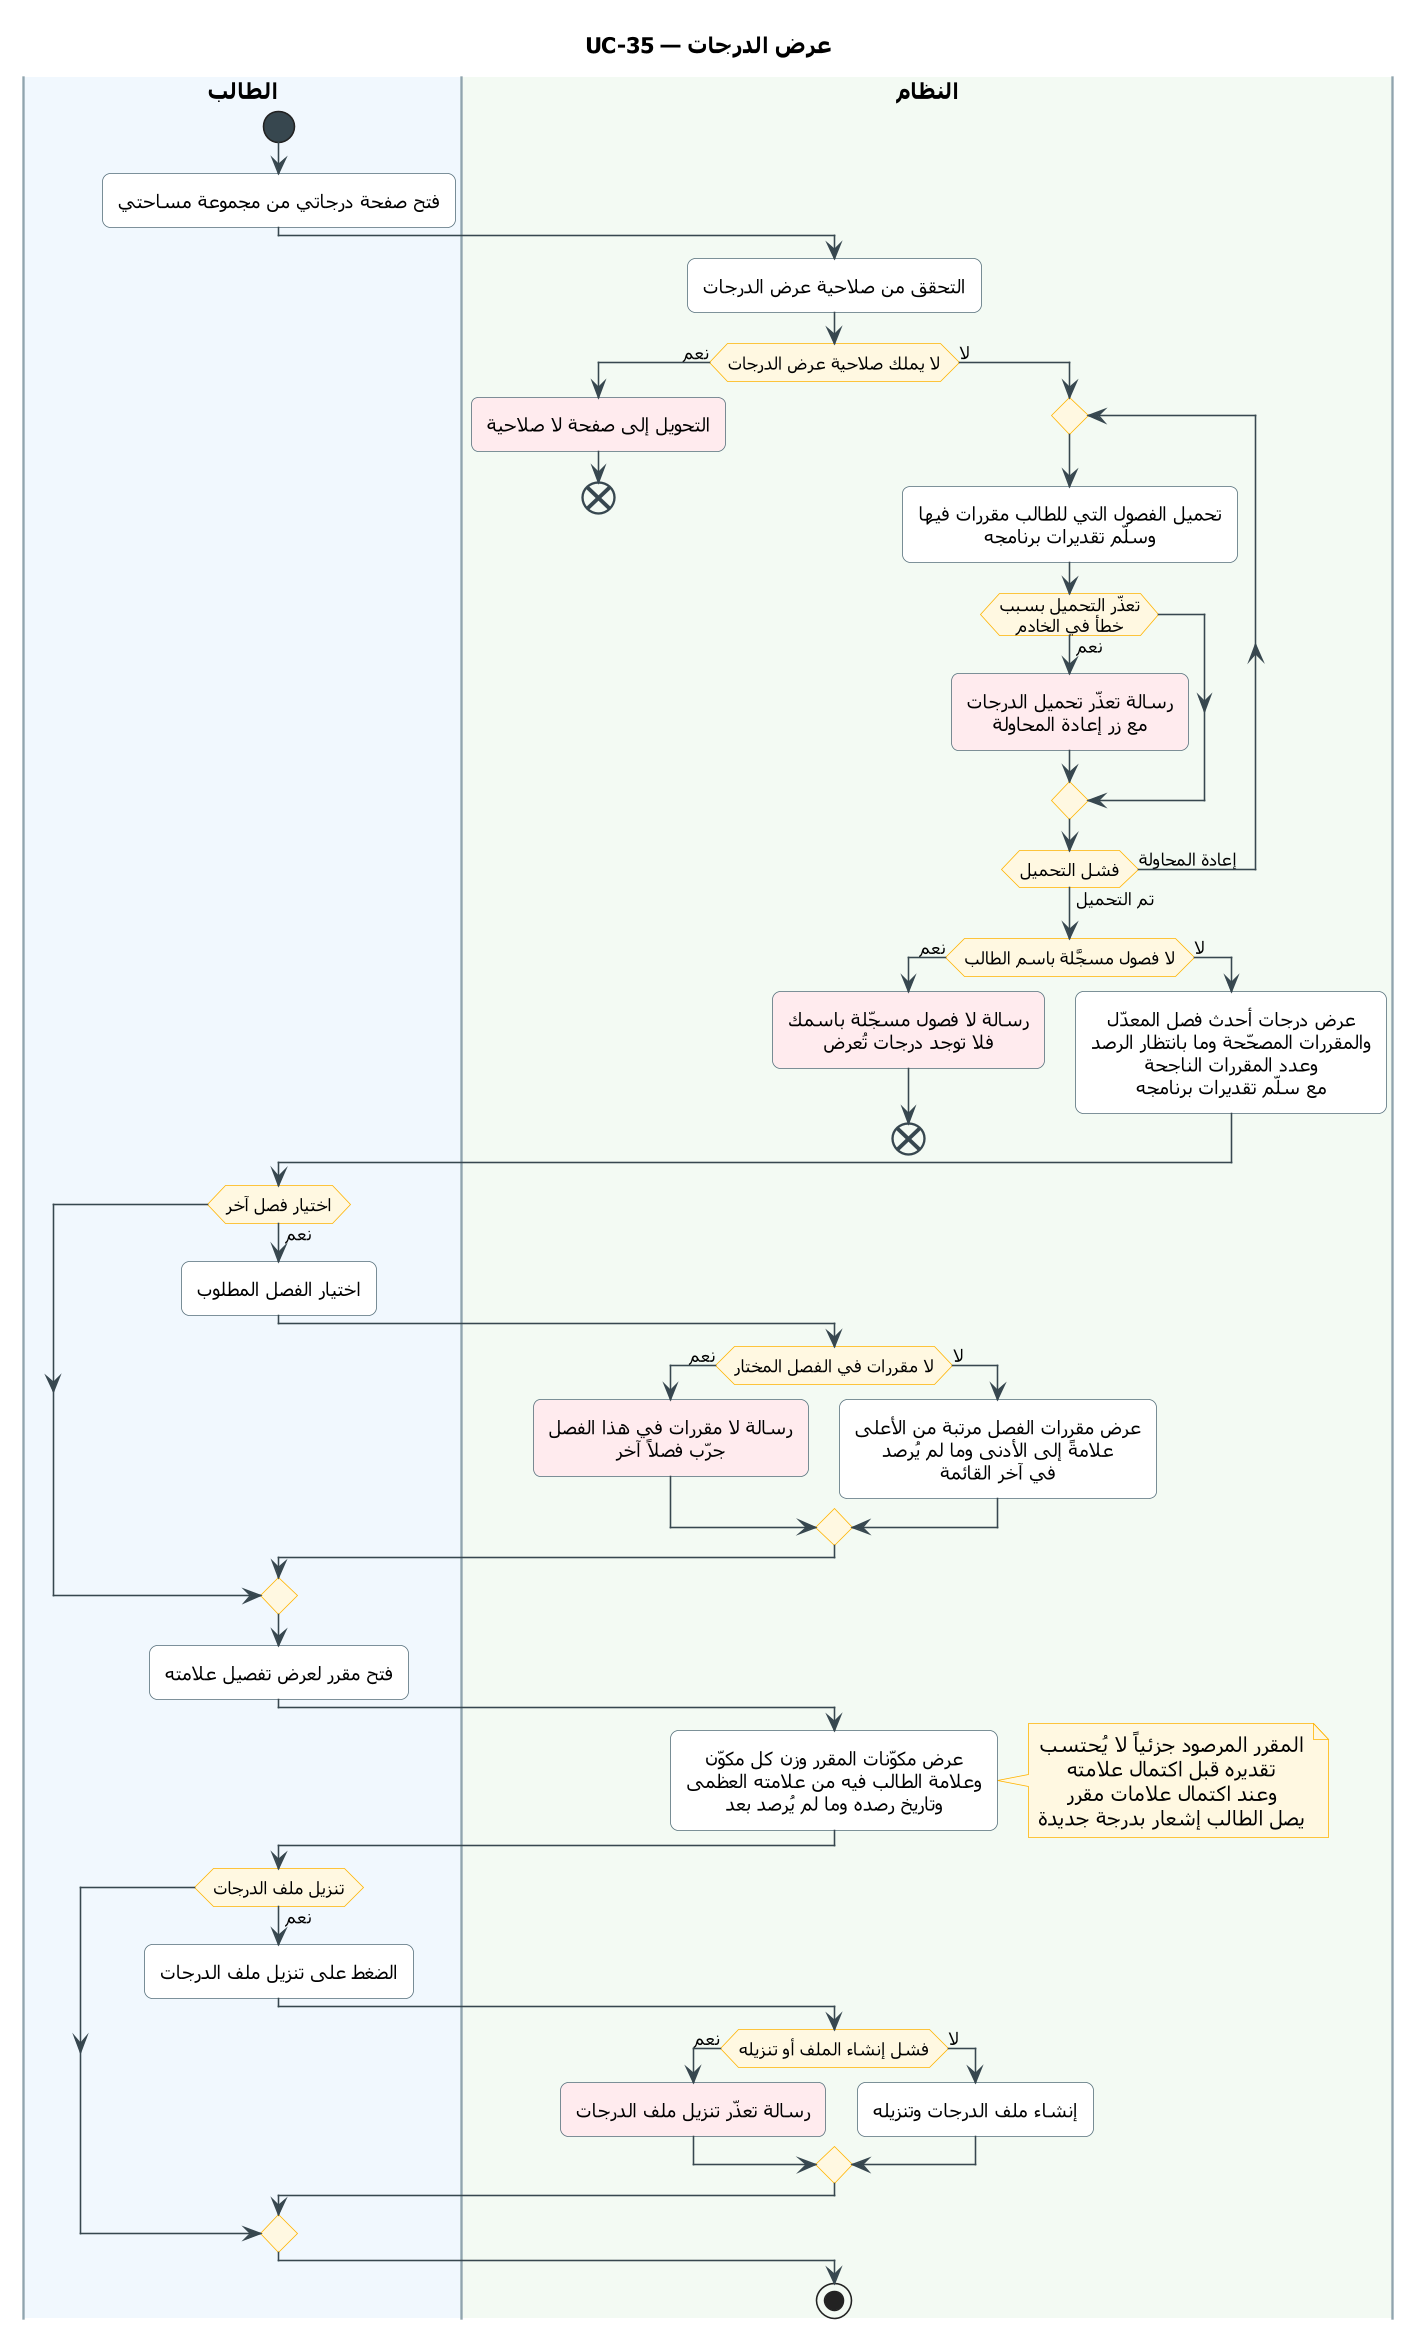 UC-35 — عرض الدرجات
الطالب
النظام
فتح صفحة درجاتي من مجموعة مساحتي
التحقق من صلاحية عرض الدرجات
لا يملك صلاحية عرض الدرجات
نعم
لا
التحويل إلى صفحة لا صلاحية
تحميل الفصول التي للطالب مقررات فيها
وسلّم تقديرات برنامجه
تعذّر التحميل بسبب
خطأ في الخادم
نعم
رسالة تعذّر تحميل الدرجات
مع زر إعادة المحاولة
فشل التحميل
إعادة المحاولة
تم التحميل
لا فصول مسجَّلة باسم الطالب
نعم
لا
رسالة لا فصول مسجّلة باسمك
فلا توجد درجات تُعرض
عرض درجات أحدث فصل المعدّل
والمقررات المصحّحة وما بانتظار الرصد
وعدد المقررات الناجحة
مع سلّم تقديرات برنامجه
اختيار فصل آخر
نعم
اختيار الفصل المطلوب
لا مقررات في الفصل المختار
نعم
لا
رسالة لا مقررات في هذا الفصل
جرّب فصلاً آخر
عرض مقررات الفصل مرتبة من الأعلى
علامةً إلى الأدنى وما لم يُرصد
في آخر القائمة
فتح مقرر لعرض تفصيل علامته
عرض مكوّنات المقرر وزن كل مكوّن
وعلامة الطالب فيه من علامته العظمى
وتاريخ رصده وما لم يُرصد بعد
المقرر المرصود جزئياً لا يُحتسب
تقديره قبل اكتمال علامته
وعند اكتمال علامات مقرر
يصل الطالب إشعار بدرجة جديدة
تنزيل ملف الدرجات
نعم
الضغط على تنزيل ملف الدرجات
فشل إنشاء الملف أو تنزيله
نعم
لا
رسالة تعذّر تنزيل ملف الدرجات
إنشاء ملف الدرجات وتنزيله